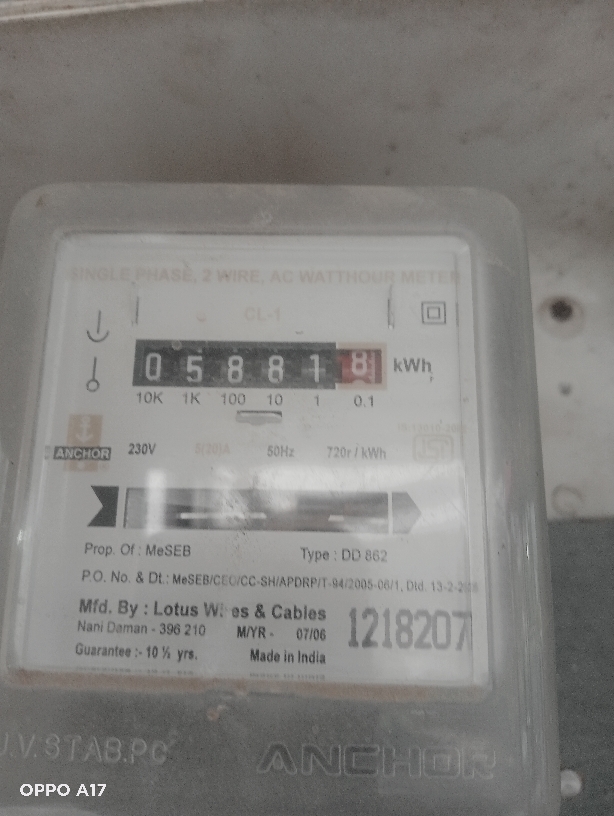 SINGLE PHASE, 2 WIRE, AC WATTHOUR METER
CL-1
0 5 8 8 1 8 kWh
10K 1K 100 10 1 0.1
ANCHOR 230V 5(20)A 50Hz 720r / kWh
Prop. Of : MeSEB Type : DD 862
P.O. No. & Dt.: MeSEB/CEO/CC-SH/APDRP/T-94/2005-06/1, Dtd. 13-2-
Mfd. By : Lotus Wires & Cables
Nani Daman - 396 210 M/YR - 07/06 1218207
Guarantee :- 10 ½ yrs. Made in India
U.V.STAB.PC ANCHOR
OPPO A17